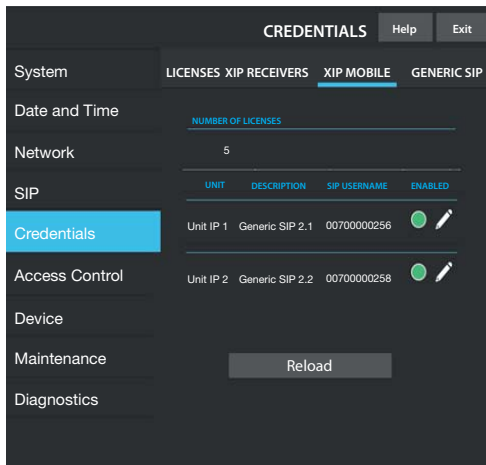 CREDENTIALS Help Exit
System
Date and Time
Network
SIP
Credentials
Access Control
Device
Maintenance
Diagnostics
LICENSES XIP RECEIVERS XIP MOBILE GENERIC SIP
NUMBER OF LICENSES
5
UNIT DESCRIPTION SIP USERNAME ENABLED
Unit IP 1 Generic SIP 2.1 00700000256
Unit IP 2 Generic SIP 2.2 00700000258
Reload